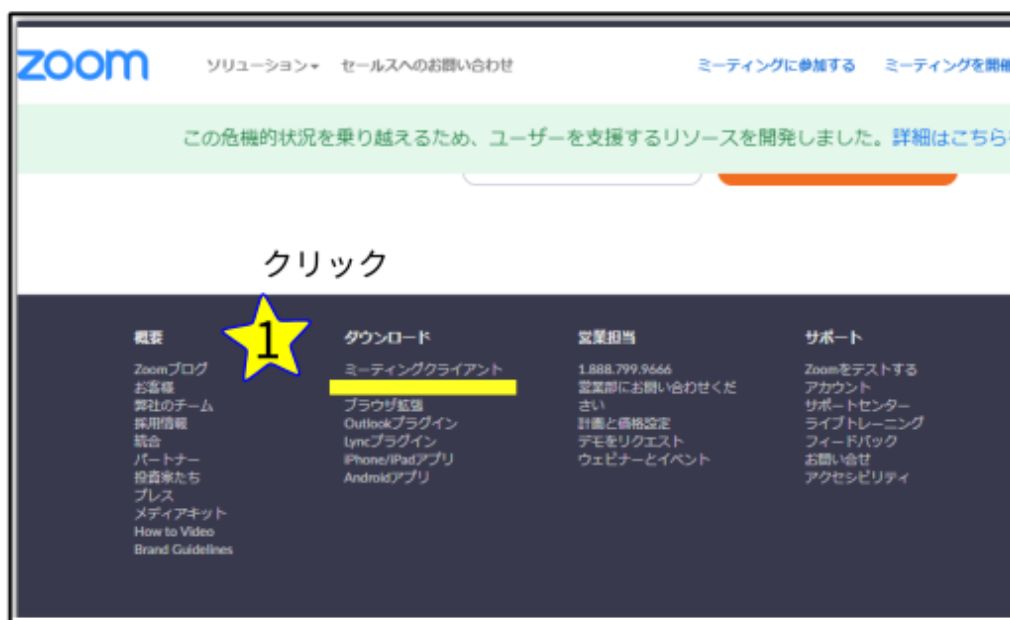 zoom
ソリューション▾ セールスへのお問い合わせ ミーティングに参加する ミーティングを開催
この危機的状況を乗り越えるため、ユーザーを支援するリソースを開発しました。詳細はこちら
クリック
1
概要
Zoomブログ
お客様
弊社のチーム
採用情報
統合
パートナー
投資家たち
プレス
メディアキット
How to Video
Brand Guidelines
ダウンロード
ミーティングクライアント
ブラウザ拡張
Outlookプラグイン
Lyncプラグイン
iPhone/iPadアプリ
Androidアプリ
営業担当
1.888.799.9666
営業部にお問い合わせくだ
さい
計画と価格設定
デモをリクエスト
ウェビナーとイベント
サポート
Zoomをテストする
アカウント
サポートセンター
ライブトレーニング
フィードバック
お問い合せ
アクセシビリティ